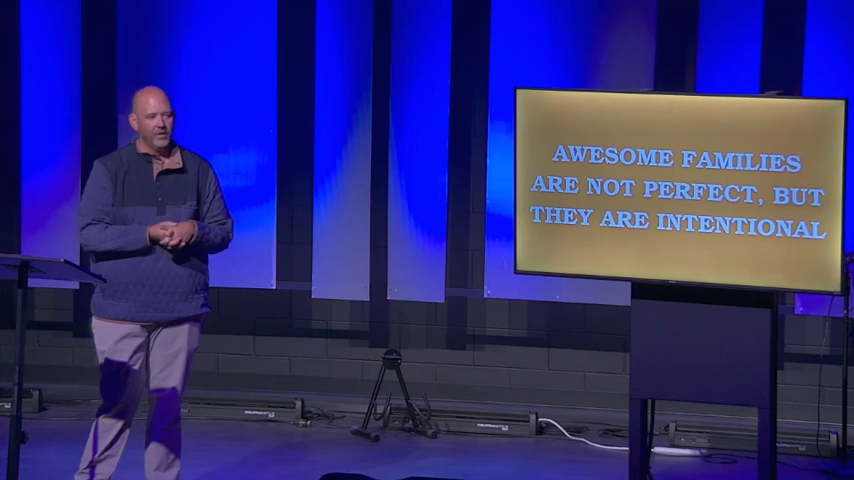 AWESOME FAMILIES
ARE NOT PERFECT, BUT
THEY ARE INTENTIONAL